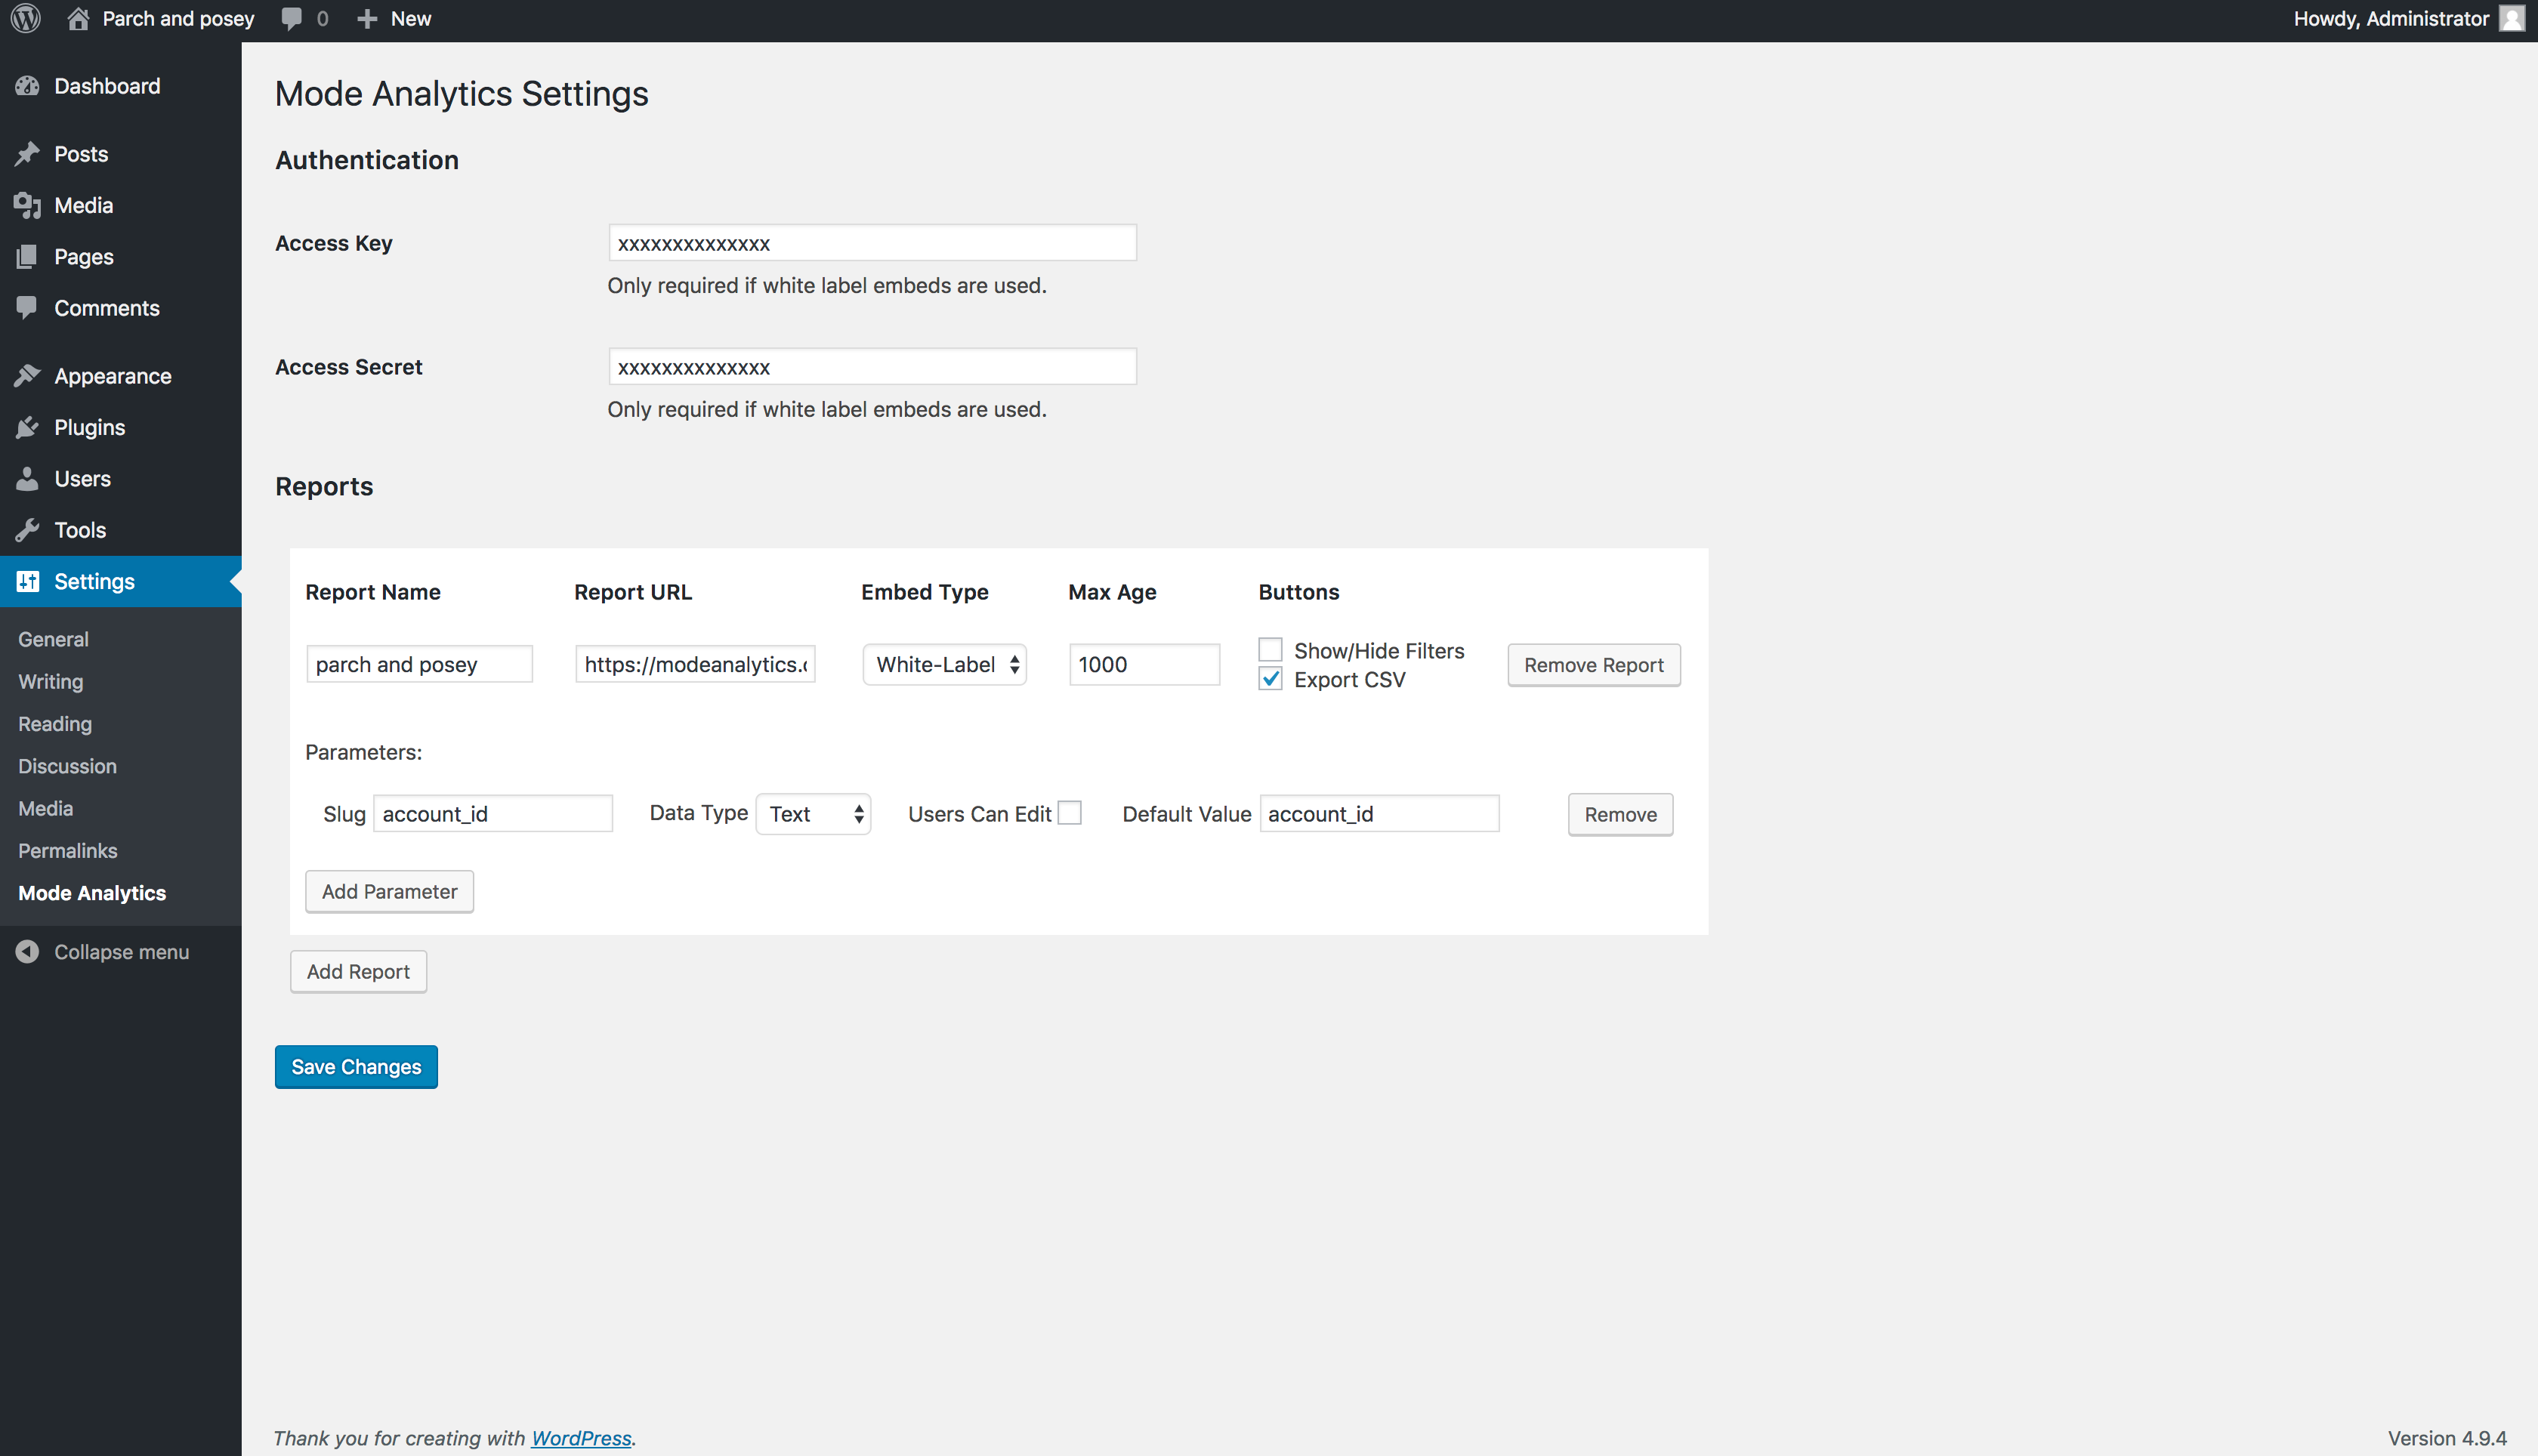 Parch and posey 0 New Howdy, Administrator
Dashboard
Posts
Media
Pages
Comments
Appearance
Plugins
Users
Tools
Settings
General
Writing
Reading
Discussion
Media
Permalinks
Mode Analytics
Collapse menu
Mode Analytics Settings
Authentication
Access Key xxxxxxxxxxxxxx
Only required if white label embeds are used.
Access Secret xxxxxxxxxxxxxx
Only required if white label embeds are used.
Reports
Report Name Report URL Embed Type Max Age Buttons
parch and posey https://modeanalytics.c White-Label 1000 Show/Hide Filters Remove Report
Export CSV
Parameters:
Slug account_id Data Type Text Users Can Edit Default Value account_id Remove
Add Parameter
Add Report
Save Changes
Thank you for creating with WordPress. Version 4.9.4